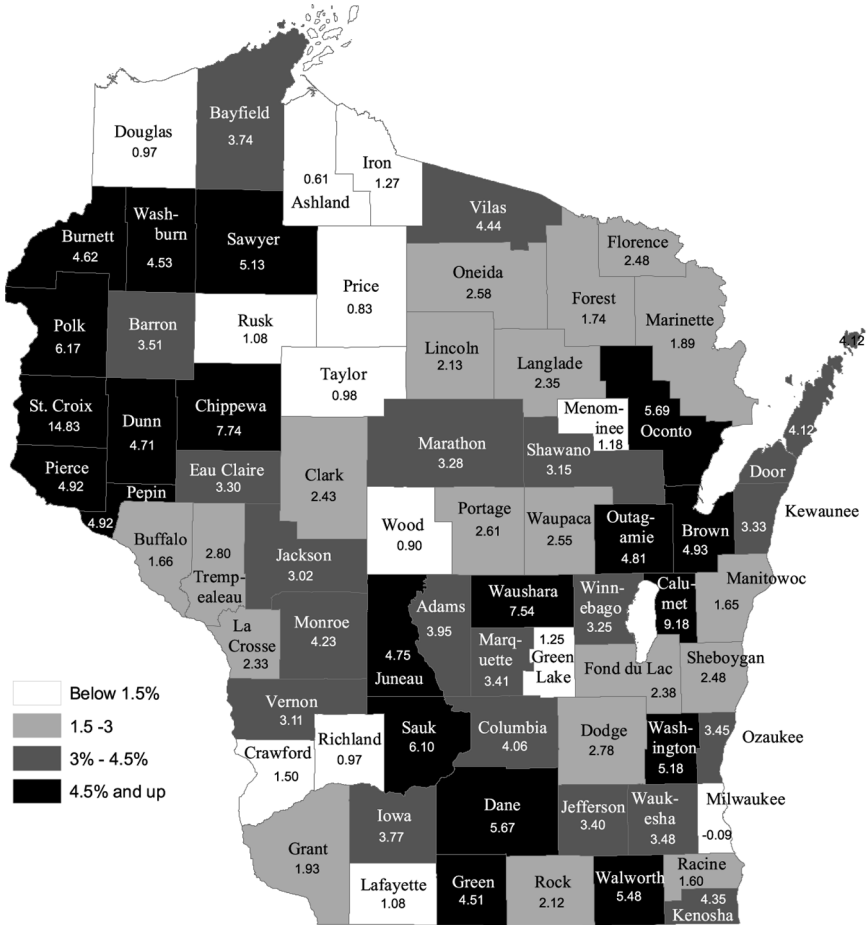 Douglas
0.97
Bayfield
3.74
0.61
Ashland
Iron
1.27
Vilas
4.44
Florence
2.48
Burnett
4.62
Wash-
burn
4.53
Sawyer
5.13
Price
0.83
Oneida
2.58
Forest
1.74
Marinette
1.89
Polk
6.17
Barron
3.51
Rusk
1.08
Lincoln
2.13
Langlade
2.35
4.12
Taylor
0.98
St. Croix
14.83
Dunn
4.71
Chippewa
7.74
Menom-
inee
1.18
5.69
Oconto
4.12
Door
Marathon
3.28
Shawano
3.15
Pierce
4.92
Pepin
4.92
Eau Claire
3.30
Clark
2.43
Buffalo
1.66
2.80
Tremp-
ealeau
Jackson
3.02
Wood
0.90
Portage
2.61
Waupaca
2.55
Outag-
amie
4.81
Brown
4.93
3.33
Kewaunee
La
Crosse
2.33
Monroe
4.23
4.75
Juneau
Adams
3.95
Waushara
7.54
Winn-
ebago
3.25
Calu-
met
9.18
Manitowoc
1.65
Marq-
uette
3.41
1.25
Green
Lake
Fond du Lac
2.38
Sheboygan
2.48
Below 1.5%
1.5 -3
3% - 4.5%
4.5% and up
Vernon
3.11
Crawford
1.50
Richland
0.97
Sauk
6.10
Columbia
4.06
Dodge
2.78
Wash-
ington
5.18
3.45
Ozaukee
Grant
1.93
Iowa
3.77
Dane
5.67
Jefferson
3.40
Wauk-
esha
3.48
Milwaukee
-0.09
Lafayette
1.08
Green
4.51
Rock
2.12
Walworth
5.48
Racine
1.60
4.35
Kenosha